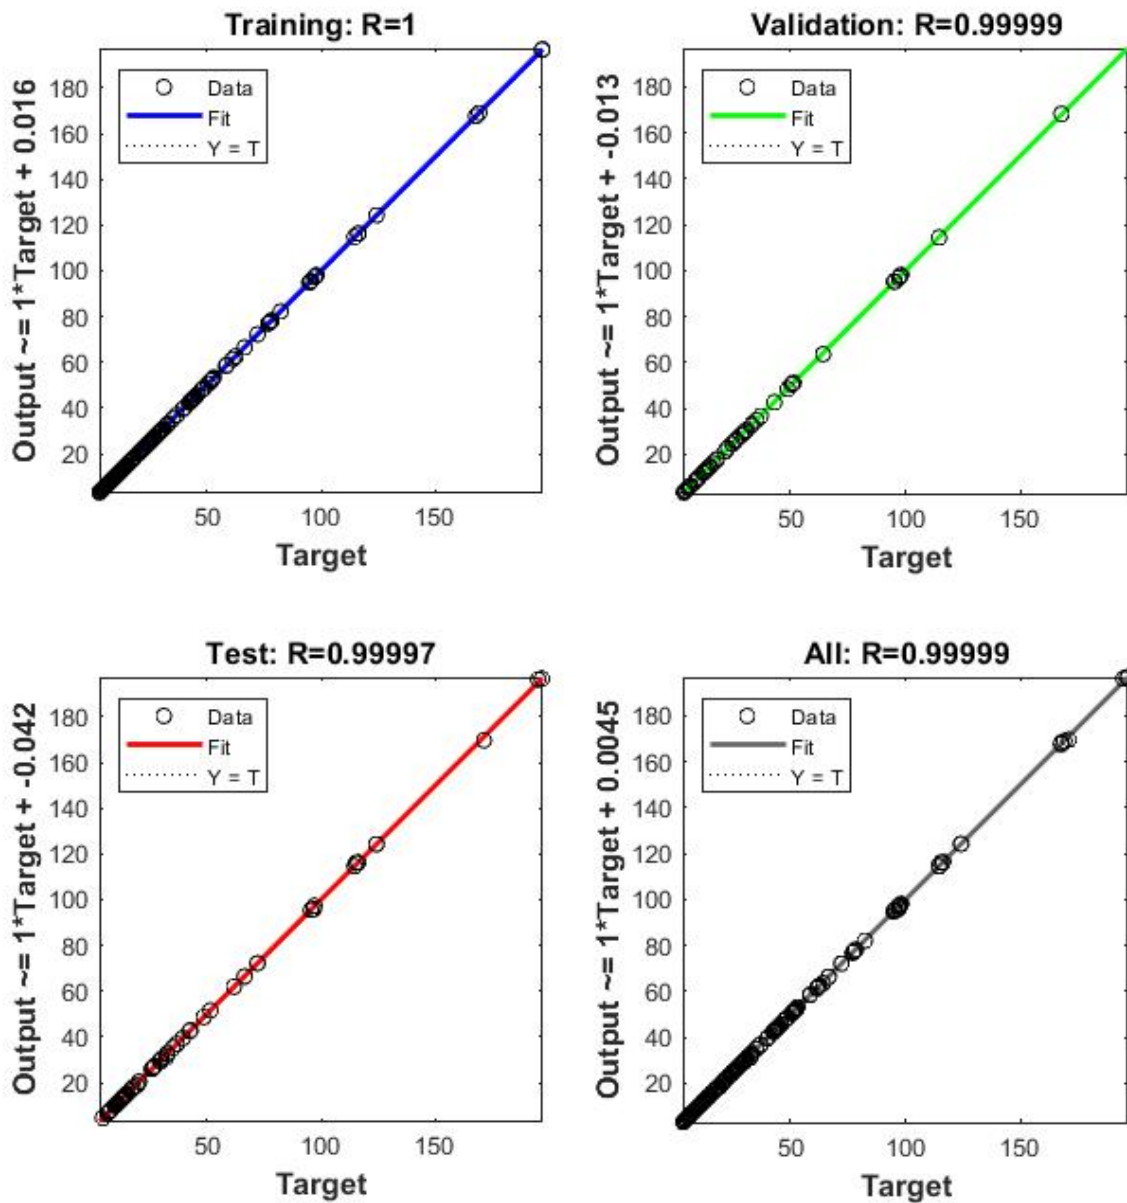 Training: R=1
Output ~= 1*Target + 0.016
180
160
140
120
100
80
60
40
20
Data
Fit
Y = T
50 100 150
Target
Validation: R=0.99999
Output ~= 1*Target + -0.013
180
160
140
120
100
80
60
40
20
Data
Fit
Y = T
50 100 150
Target
Test: R=0.99997
Output ~= 1*Target + -0.042
180
160
140
120
100
80
60
40
20
Data
Fit
Y = T
50 100 150
Target
All: R=0.99999
Output ~= 1*Target + 0.0045
180
160
140
120
100
80
60
40
20
Data
Fit
Y = T
50 100 150
Target